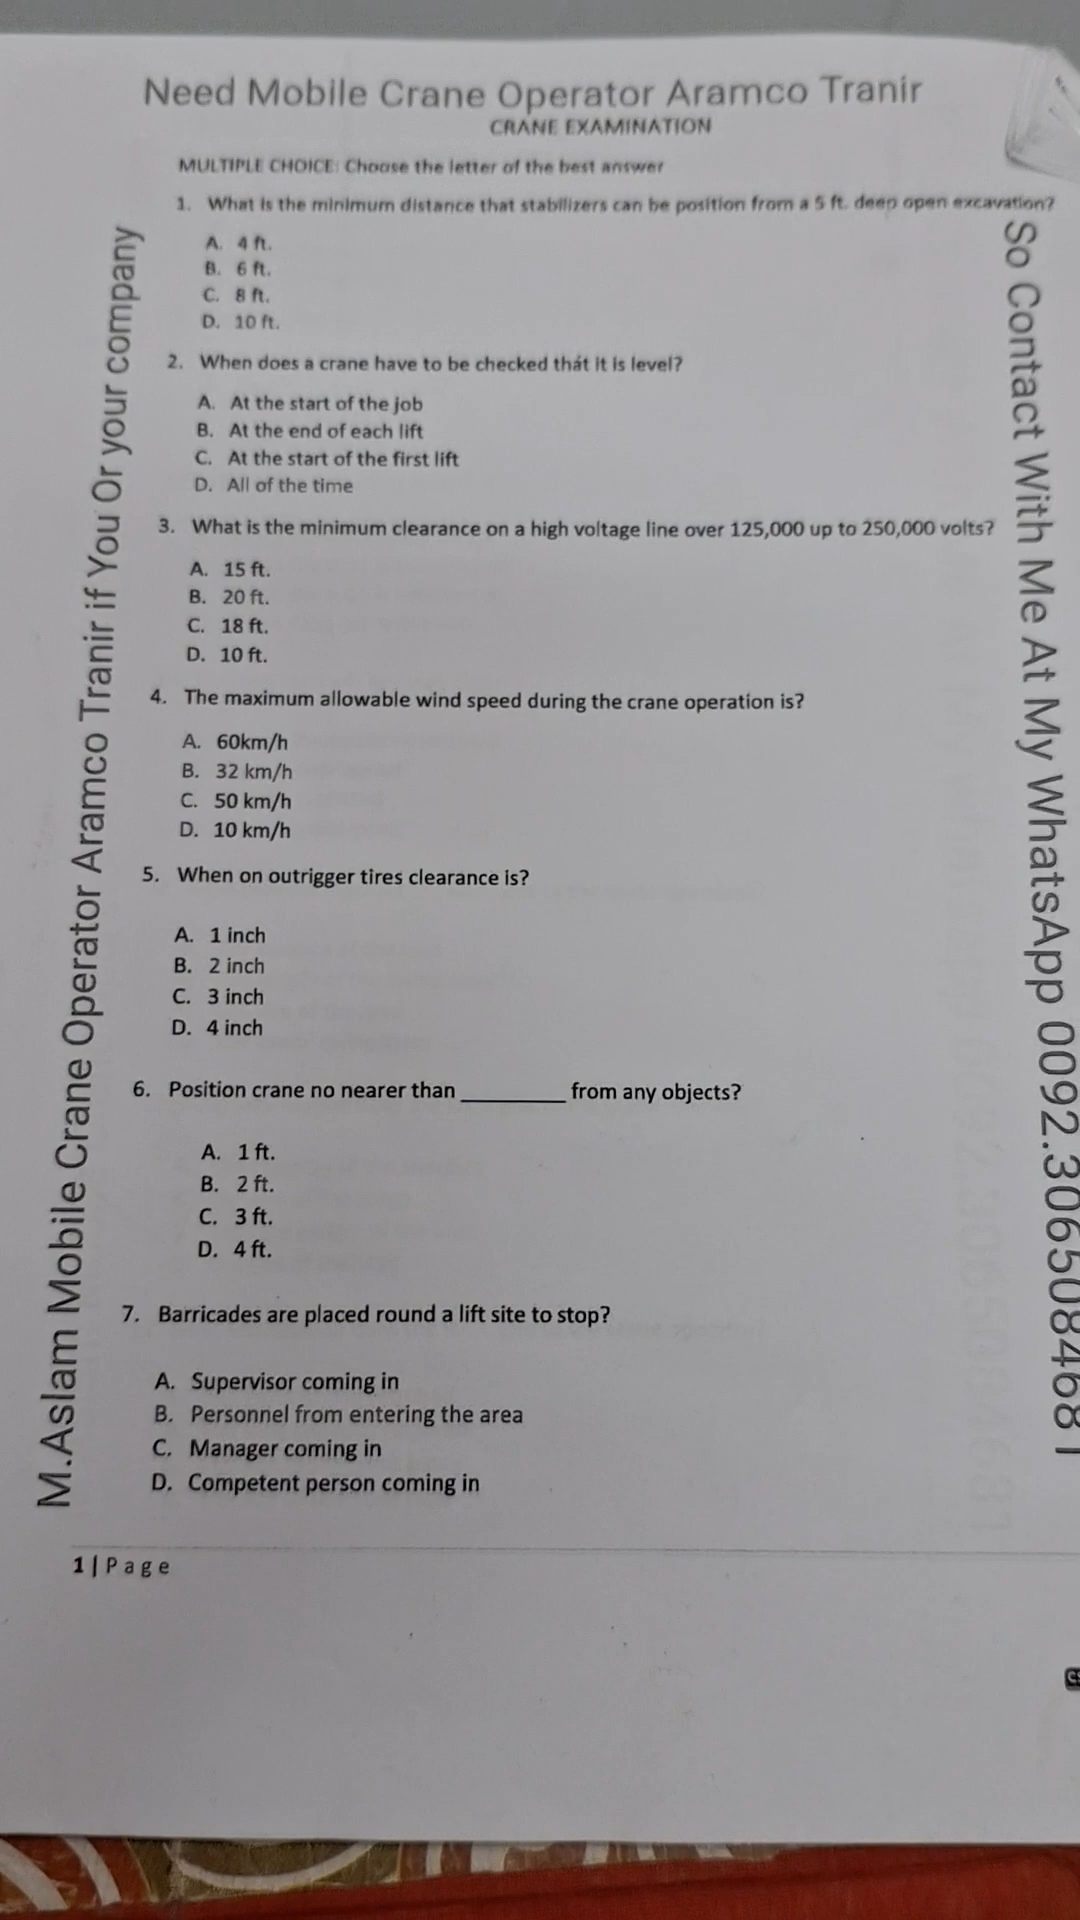 Need Mobile Crane Operator Aramco Tranir
CRANE EXAMINATION
MULTIPLE CHOICE: Choose the letter of the best answer
1. What is the minimum distance that stabilizers can be position from a 5 ft. deep open excavation?
A. 4 ft.
B. 6 ft.
C. 8 ft.
D. 10 ft.
2. When does a crane have to be checked thát it is level?
A. At the start of the job
B. At the end of each lift
C. At the start of the first lift
D. All of the time
3. What is the minimum clearance on a high voltage line over 125,000 up to 250,000 volts?
A. 15 ft.
B. 20 ft.
C. 18 ft.
D. 10 ft.
4. The maximum allowable wind speed during the crane operation is?
A. 60km/h
B. 32 km/h
C. 50 km/h
D. 10 km/h
5. When on outrigger tires clearance is?
A. 1 inch
B. 2 inch
C. 3 inch
D. 4 inch
6. Position crane no nearer than ________ from any objects?
A. 1 ft.
B. 2 ft.
C. 3 ft.
D. 4 ft.
7. Barricades are placed round a lift site to stop?
A. Supervisor coming in
B. Personnel from entering the area
C. Manager coming in
D. Competent person coming in
1 | P a g e
M.Aslam Mobile Crane Operator Aramco Tranir if You Or your company
So Contact With Me At My WhatsApp 0092.3065084681